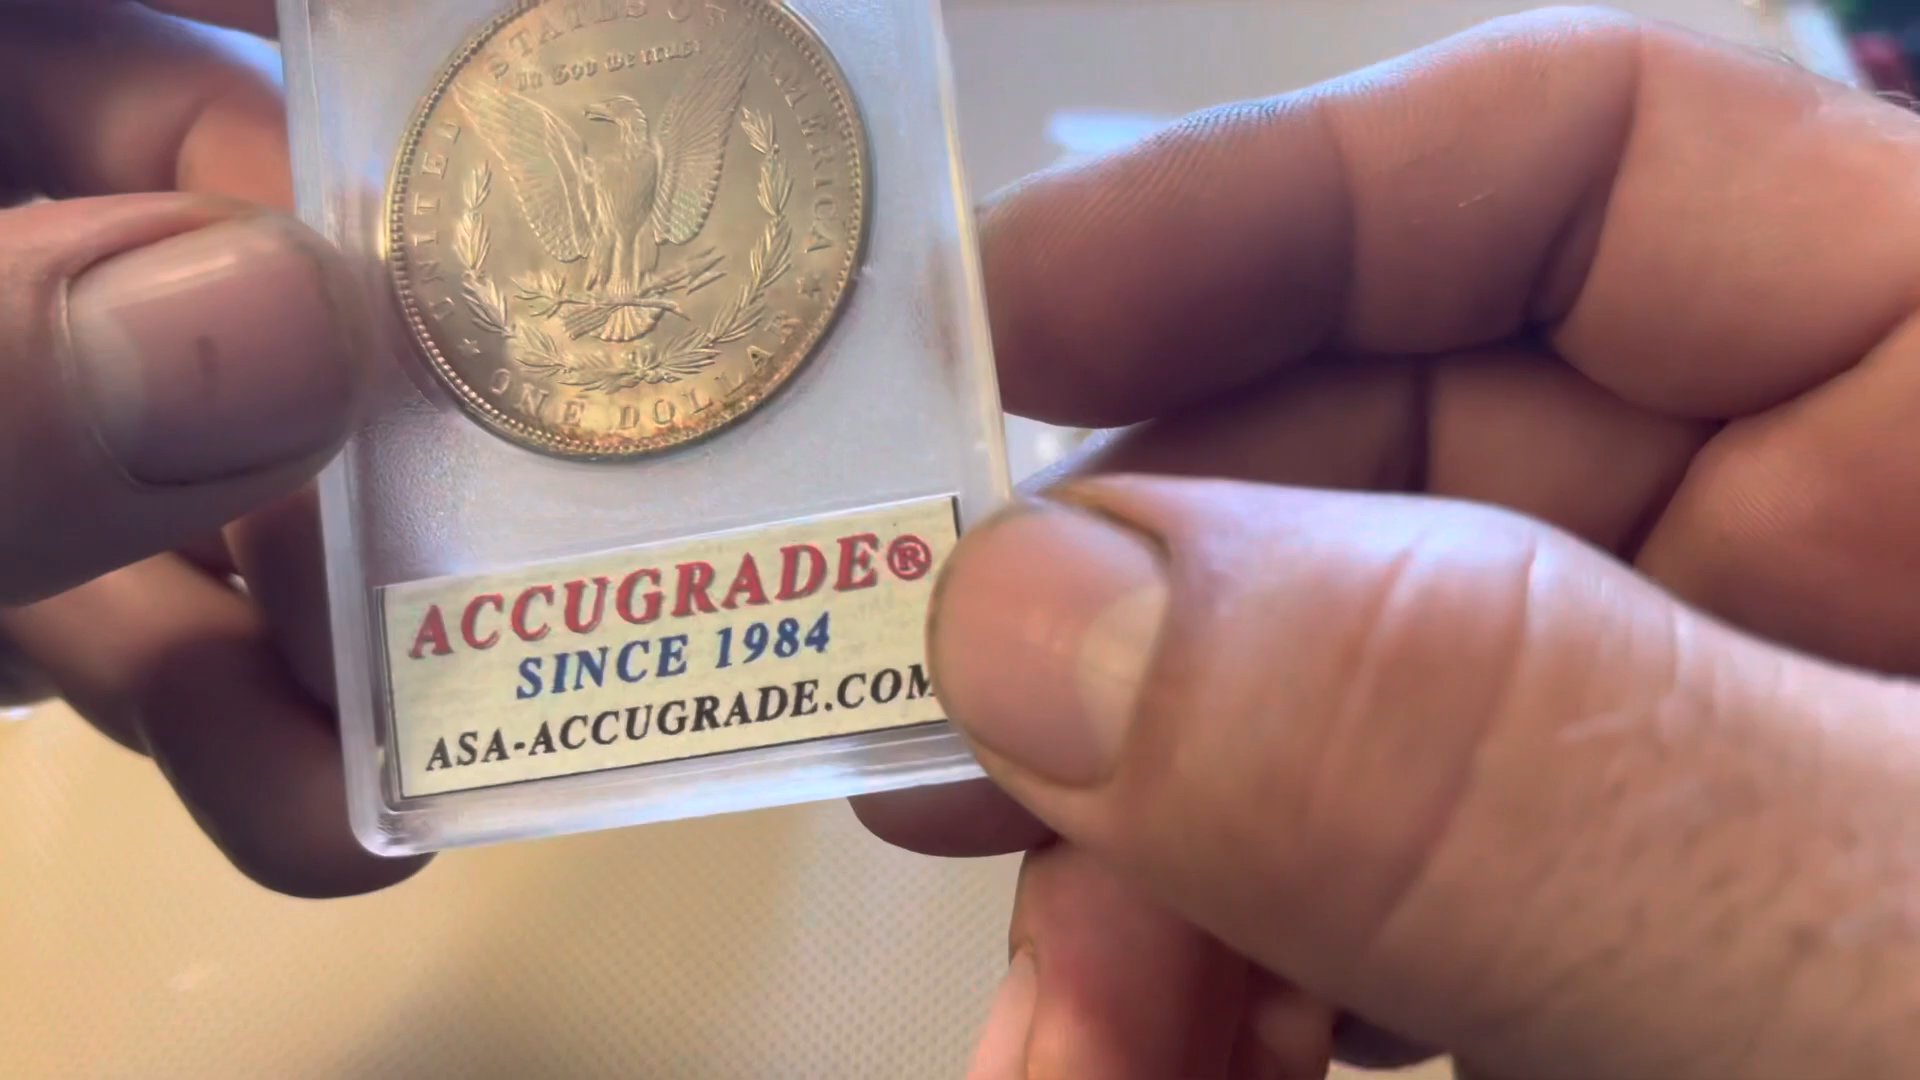 UNITED STATES OF AMERICA
In God We Trust
ONE DOLLAR
ACCUGRADE®
SINCE 1984
ASA-ACCUGRADE.COM